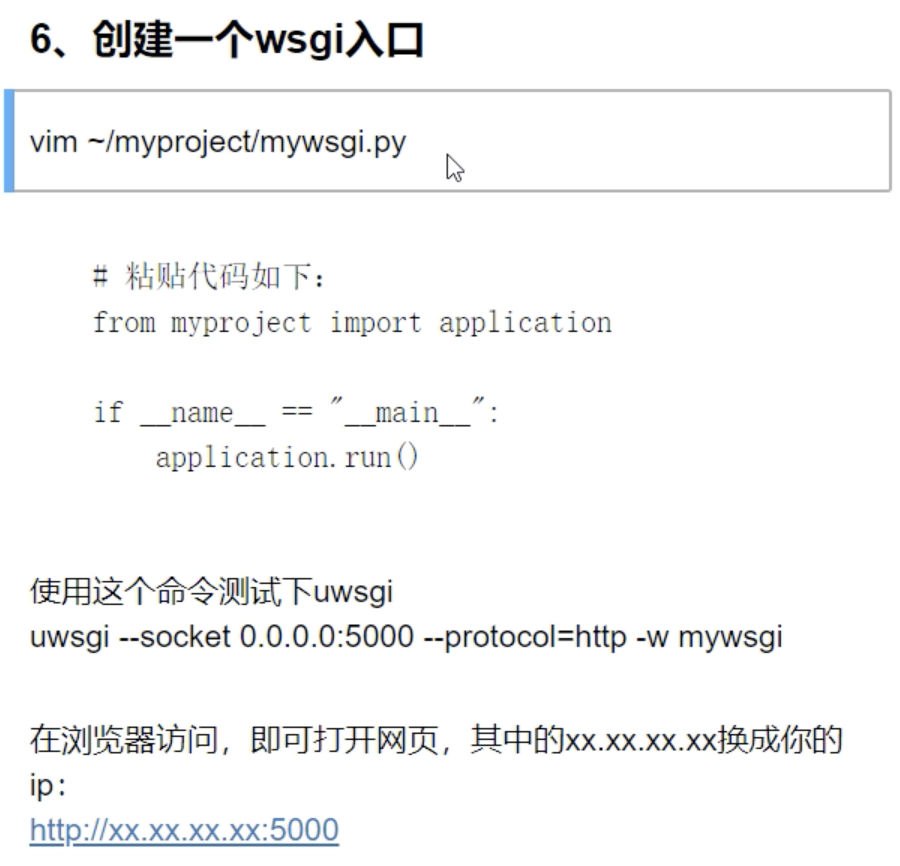 6、创建一个wsgi入口
vim ~/myproject/mywsgi.py
# 粘贴代码如下：
from myproject import application
if __name__ == "__main__":
    application.run()
使用这个命令测试下uwsgi
uwsgi --socket 0.0.0.0:5000 --protocol=http -w mywsgi
在浏览器访问，即可打开网页，其中的xx.xx.xx.xx换成你的
ip：
http://xx.xx.xx.xx:5000